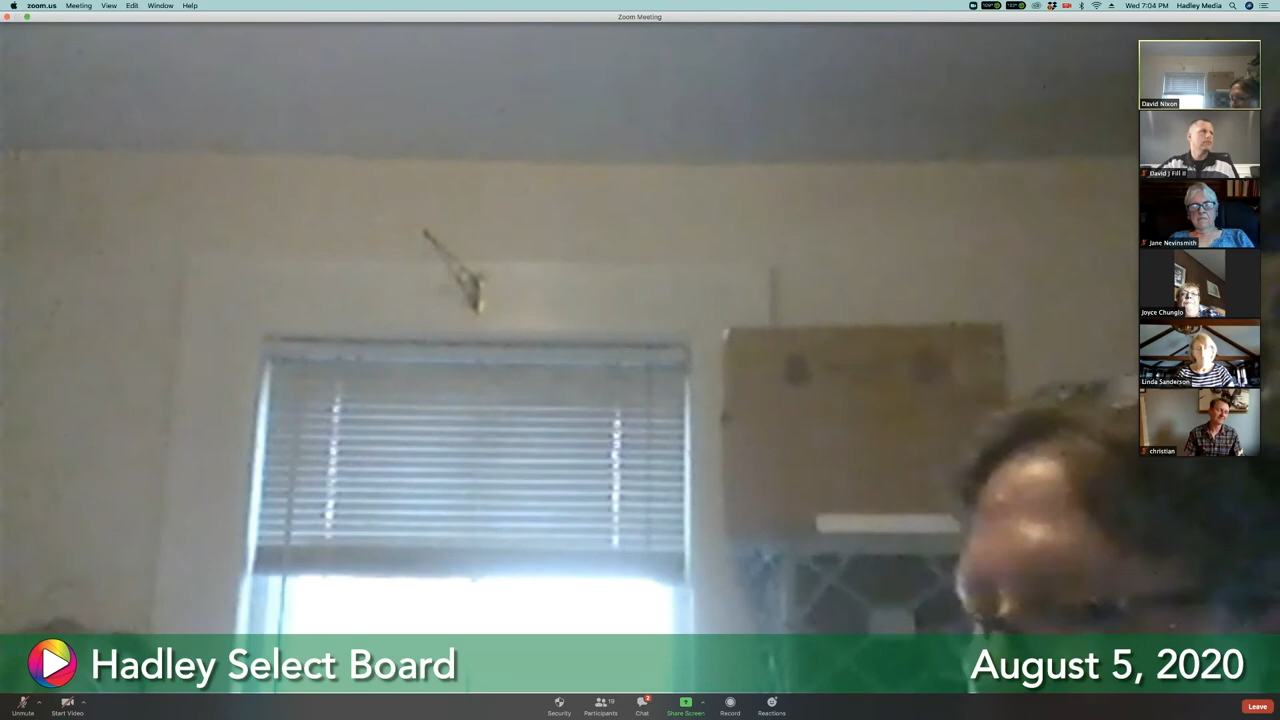 zoom.us Meeting View Edit Window Help
Wed 7:04 PM Hadley Media
Zoom Meeting
David Nixon
David J Fill II
Jane Nevinsmith
Joyce Chunglo
Linda Sanderson
christian
Hadley Select Board
August 5, 2020
Unmute
Start Video
Security
Participants 19
Chat 2
Share Screen
Record
Reactions
Leave